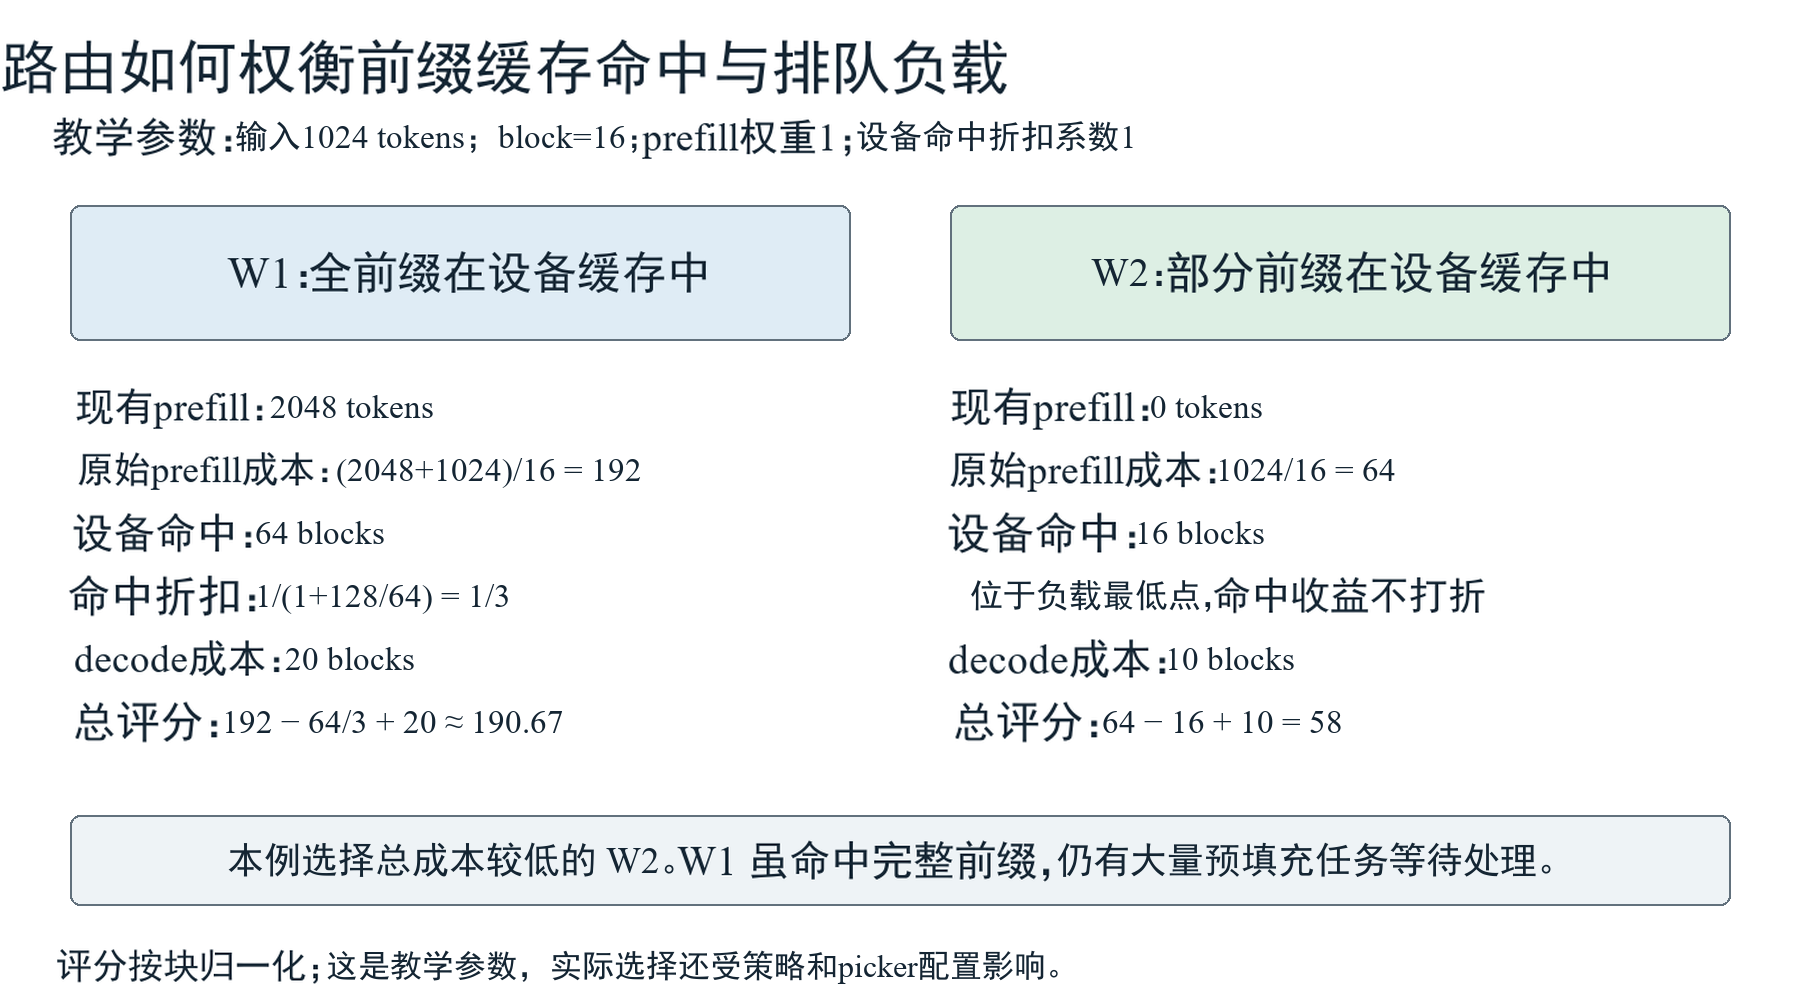 路由如何权衡前缀缓存命中与排队负载
教学参数:输入1024 tokens；block=16;prefill权重1;设备命中折扣系数1
W1:全前缀在设备缓存中
现有prefill:2048 tokens
原始prefill成本:(2048+1024)/16 = 192
设备命中:64 blocks
命中折扣:1/(1+128/64) = 1/3
decode成本:20 blocks
总评分:192 − 64/3 + 20 ≈ 190.67
W2:部分前缀在设备缓存中
现有prefill:0 tokens
原始prefill成本:1024/16 = 64
设备命中:16 blocks
位于负载最低点,命中收益不打折
decode成本:10 blocks
总评分:64 − 16 + 10 = 58
本例选择总成本较低的 W2。W1 虽命中完整前缀,仍有大量预填充任务等待处理。
评分按块归一化;这是教学参数，实际选择还受策略和picker配置影响。